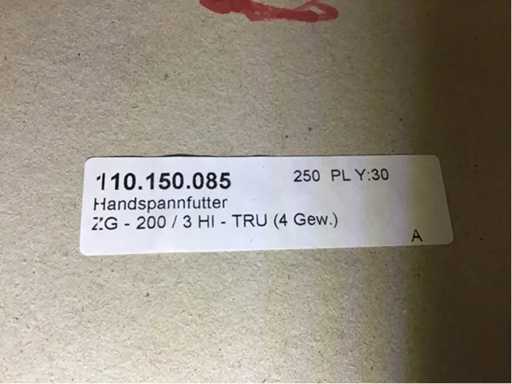 110.150.085 250 PL Y:30
Handspannfutter
ZG - 200 / 3 HI - TRU (4 Gew.)
A